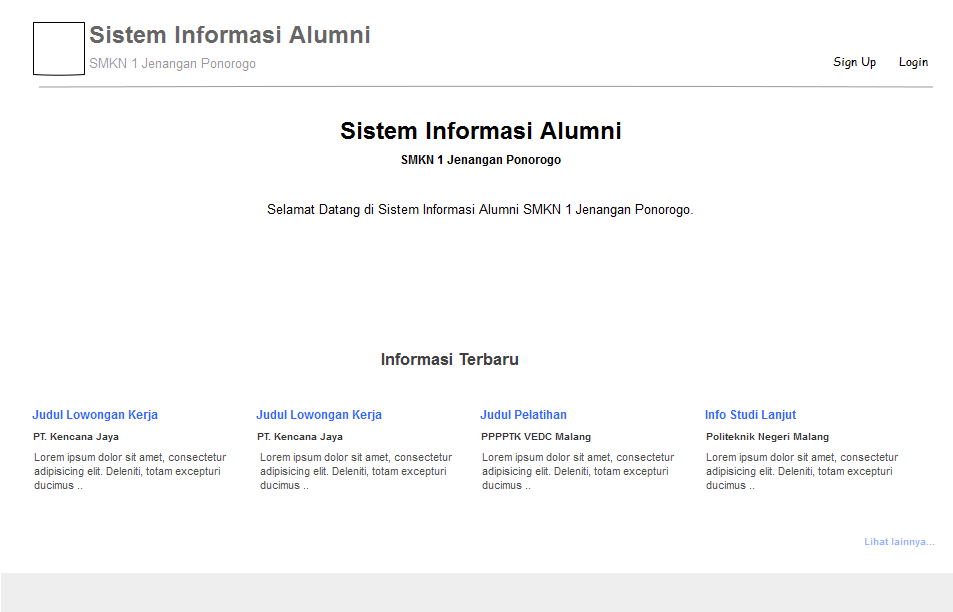 Sistem Informasi Alumni
SMKN 1 Jenangan Ponorogo
Sign Up
Login
Sistem Informasi Alumni
SMKN 1 Jenangan Ponorogo
Selamat Datang di Sistem Informasi Alumni SMKN 1 Jenangan Ponorogo.
Informasi Terbaru
Judul Lowongan Kerja
PT. Kencana Jaya
Lorem ipsum dolor sit amet, consectetur
adipisicing elit. Deleniti, totam excepturi
ducimus ..
Judul Lowongan Kerja
PT. Kencana Jaya
Lorem ipsum dolor sit amet, consectetur
adipisicing elit. Deleniti, totam excepturi
ducimus ..
Judul Pelatihan
PPPPTK VEDC Malang
Lorem ipsum dolor sit amet, consectetur
adipisicing elit. Deleniti, totam excepturi
ducimus ..
Info Studi Lanjut
Politeknik Negeri Malang
Lorem ipsum dolor sit amet, consectetur
adipisicing elit. Deleniti, totam excepturi
ducimus ..
Lihat lainnya...